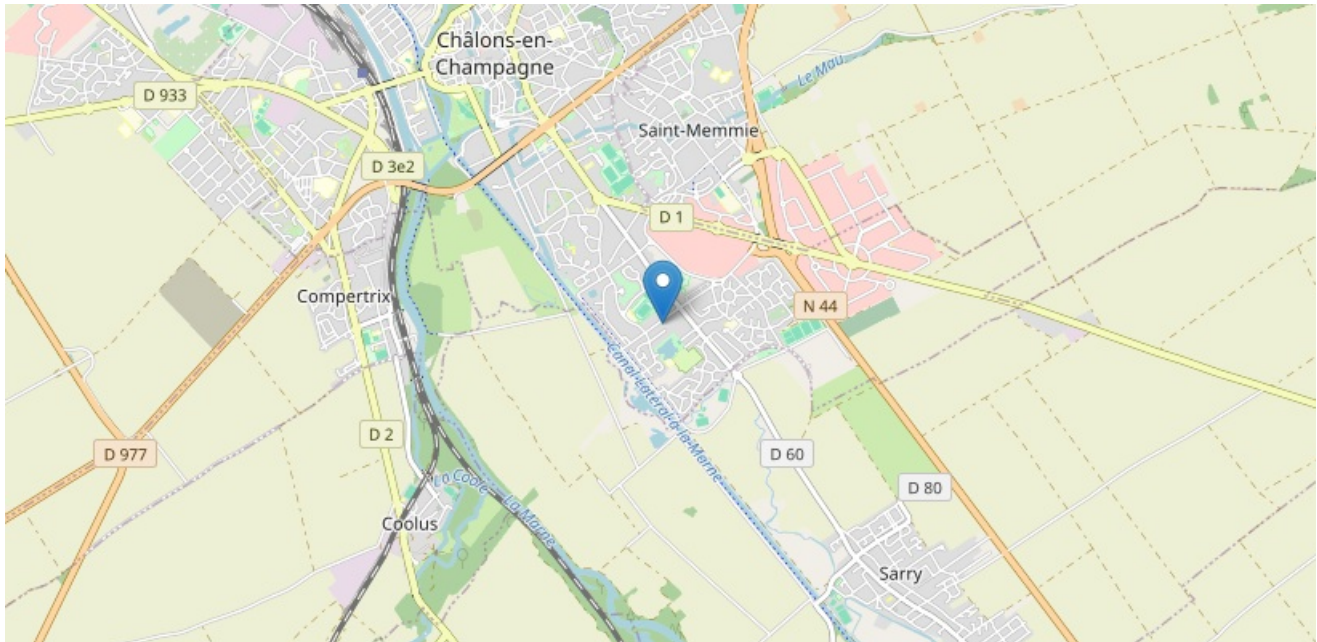 Châlons-en-
Champagne
Le Mau
D 933
Saint-Memmie
D 3e2
D 1
Compertrix
N 44
Canal Latéral à la Marne
D 2
D 977
D 60
La Coole
D 80
La Marne
Coolus
Sarry